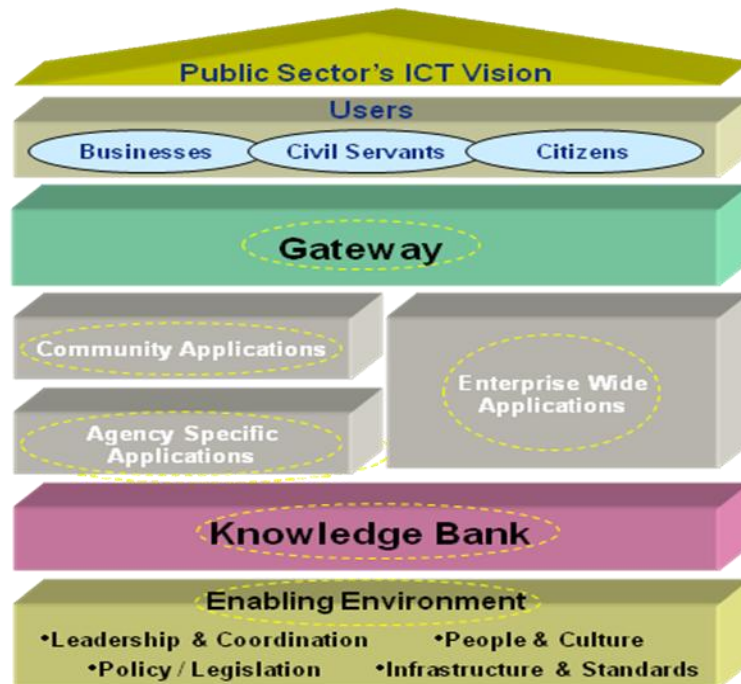 Public Sector's ICT Vision
Users
Businesses Civil Servants Citizens
Gateway
Community Applications
Enterprise Wide
Applications
Agency Specific
Applications
Knowledge Bank
Enabling Environment
•Leadership & Coordination •People & Culture
•Policy / Legislation •Infrastructure & Standards